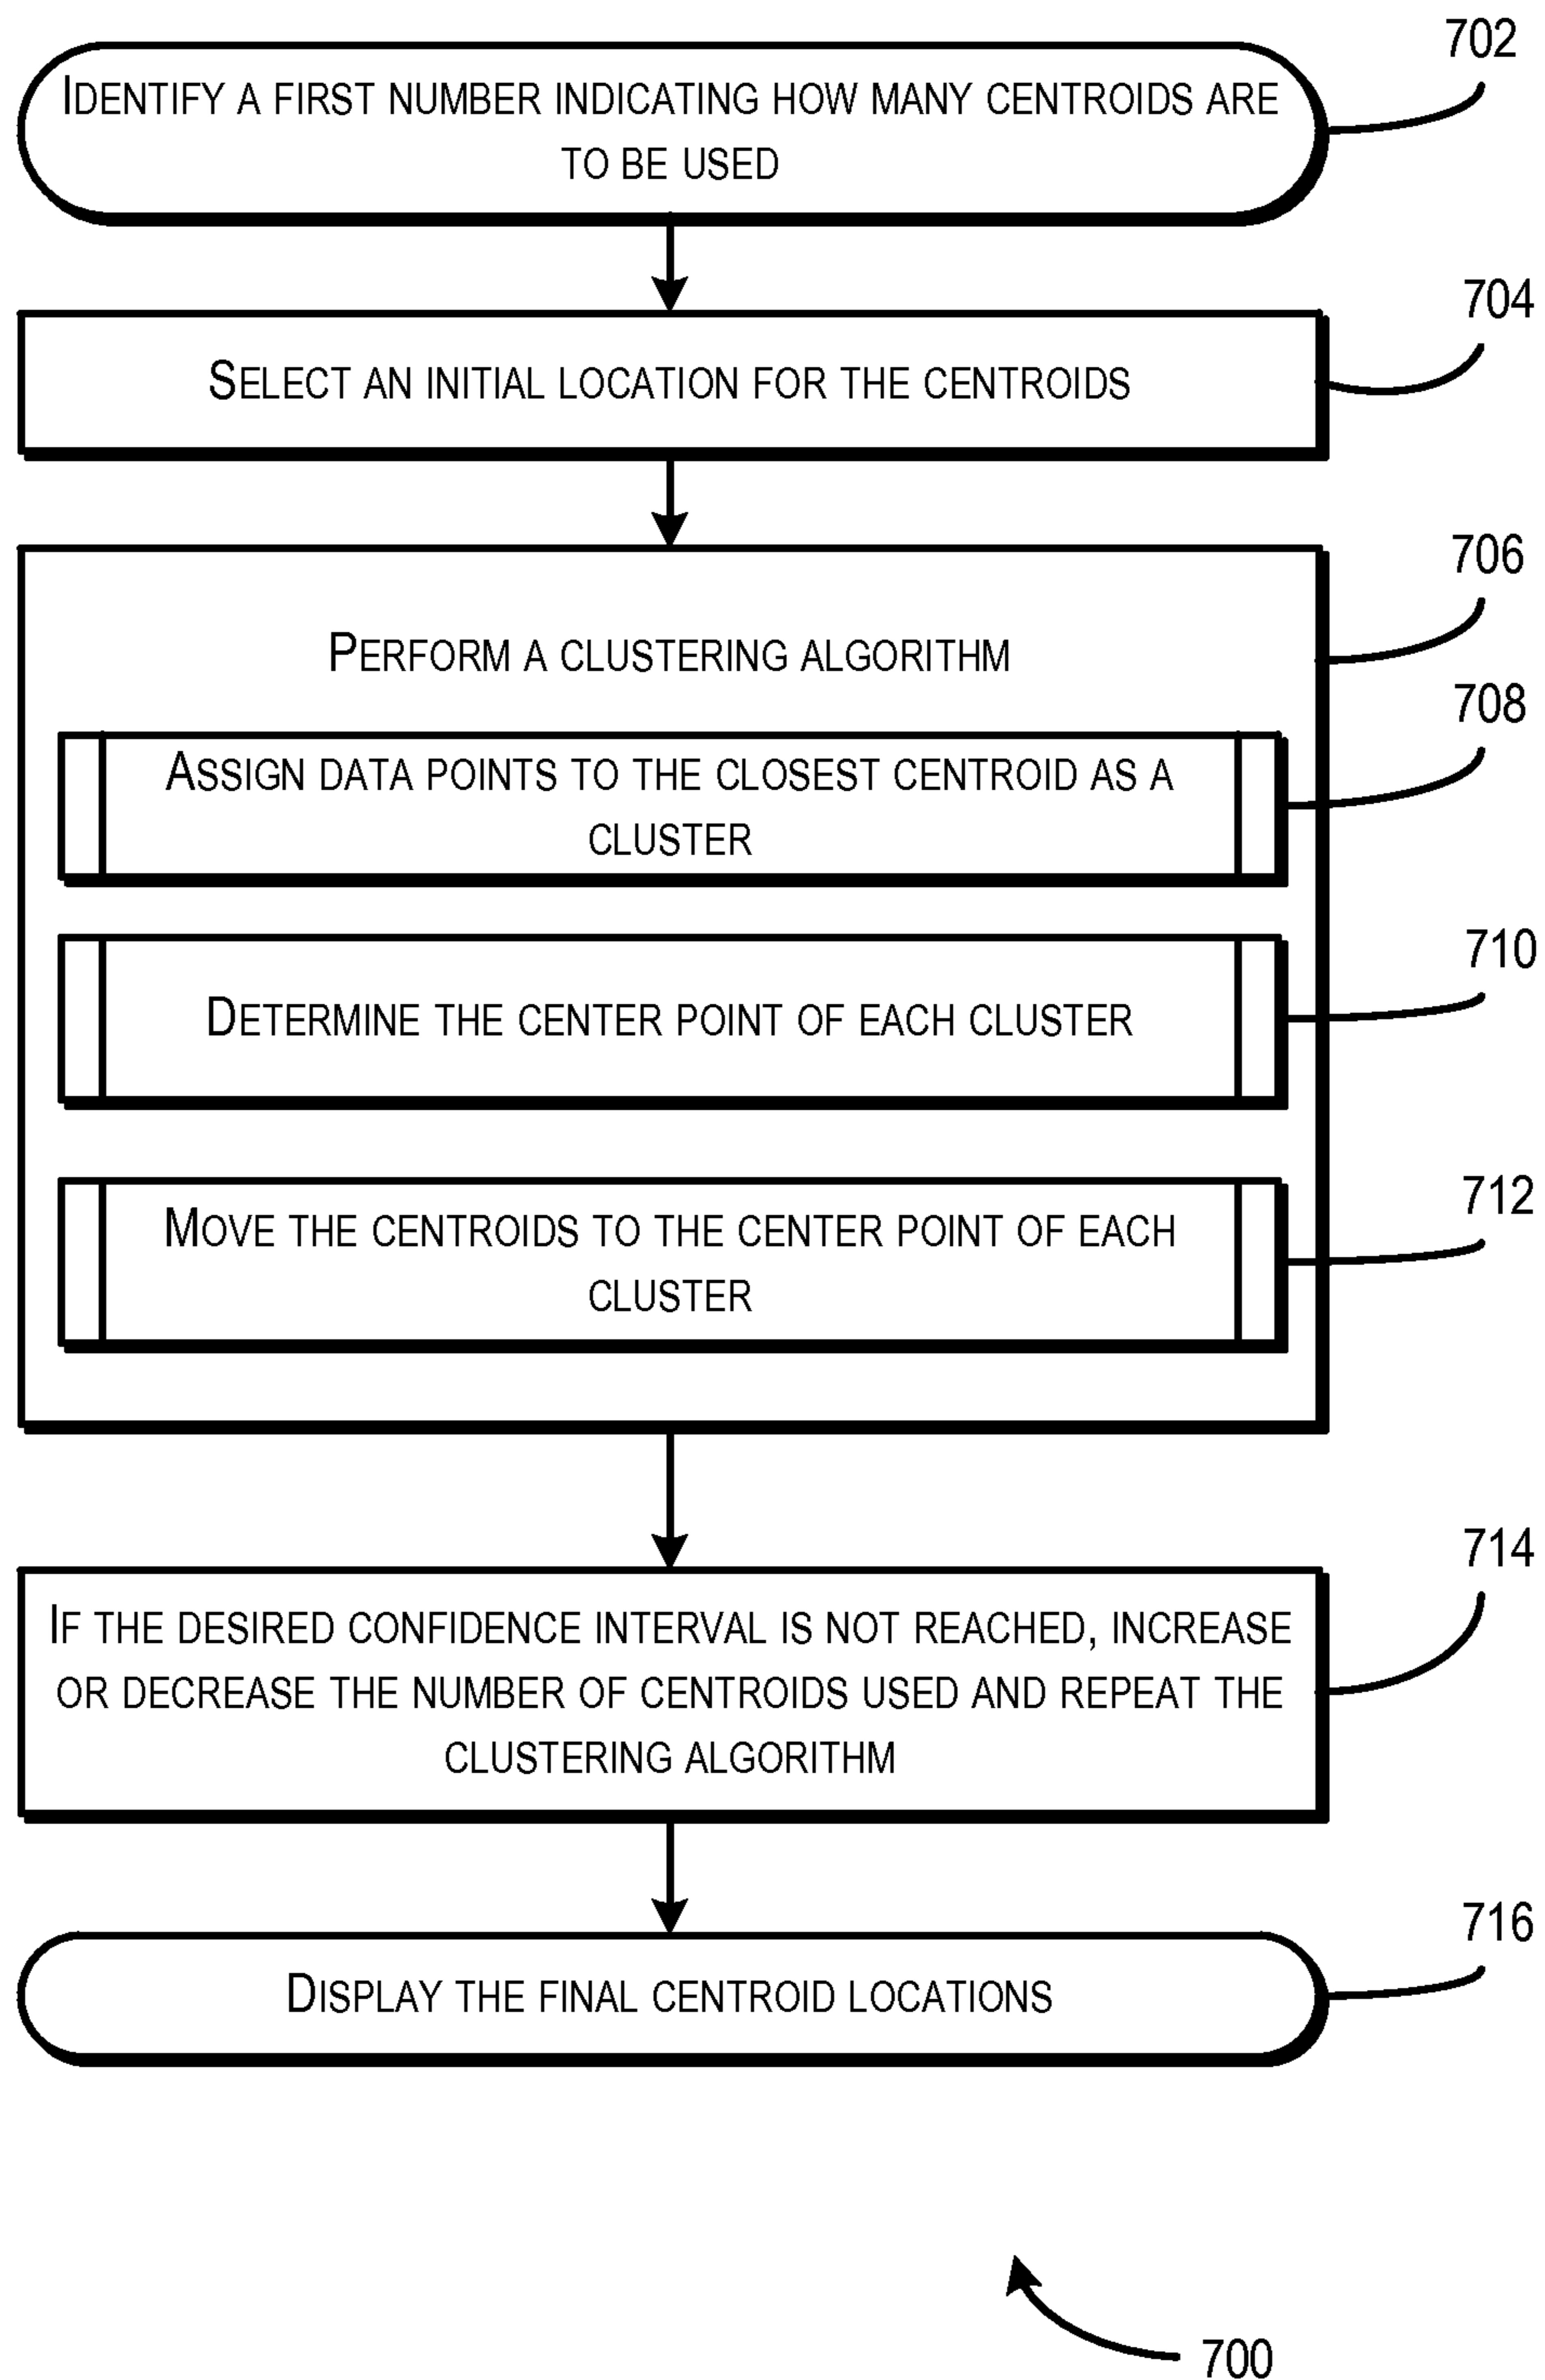 702
IDENTIFY A FIRST NUMBER INDICATING HOW MANY CENTROIDS ARE
TO BE USED
704
SELECT AN INITIAL LOCATION FOR THE CENTROIDS
706
PERFORM A CLUSTERING ALGORITHM
708
ASSIGN DATA POINTS TO THE CLOSEST CENTROID AS A
CLUSTER
710
DETERMINE THE CENTER POINT OF EACH CLUSTER
712
MOVE THE CENTROIDS TO THE CENTER POINT OF EACH
CLUSTER
714
IF THE DESIRED CONFIDENCE INTERVAL IS NOT REACHED, INCREASE
OR DECREASE THE NUMBER OF CENTROIDS USED AND REPEAT THE
CLUSTERING ALGORITHM
716
DISPLAY THE FINAL CENTROID LOCATIONS
700